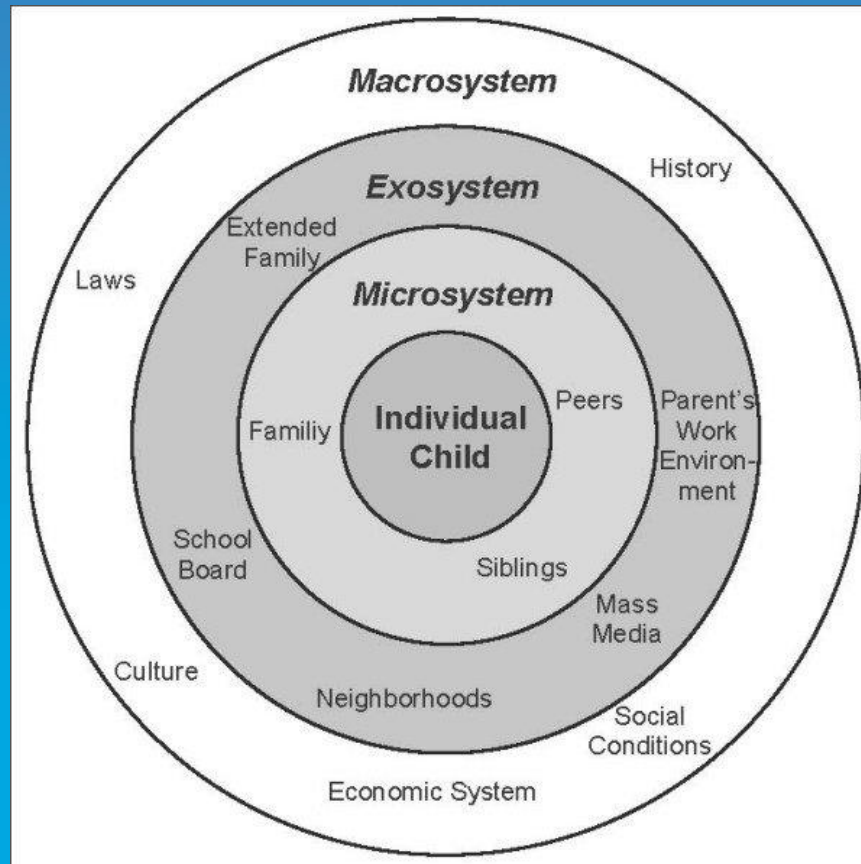 Macrosystem
History
Exosystem
Extended
Family
Laws
Microsystem
Peers
Parent's
Work
Environ-
ment
Familiy
Individual
Child
School
Board
Siblings
Mass
Media
Culture
Neighborhoods
Social
Conditions
Economic System